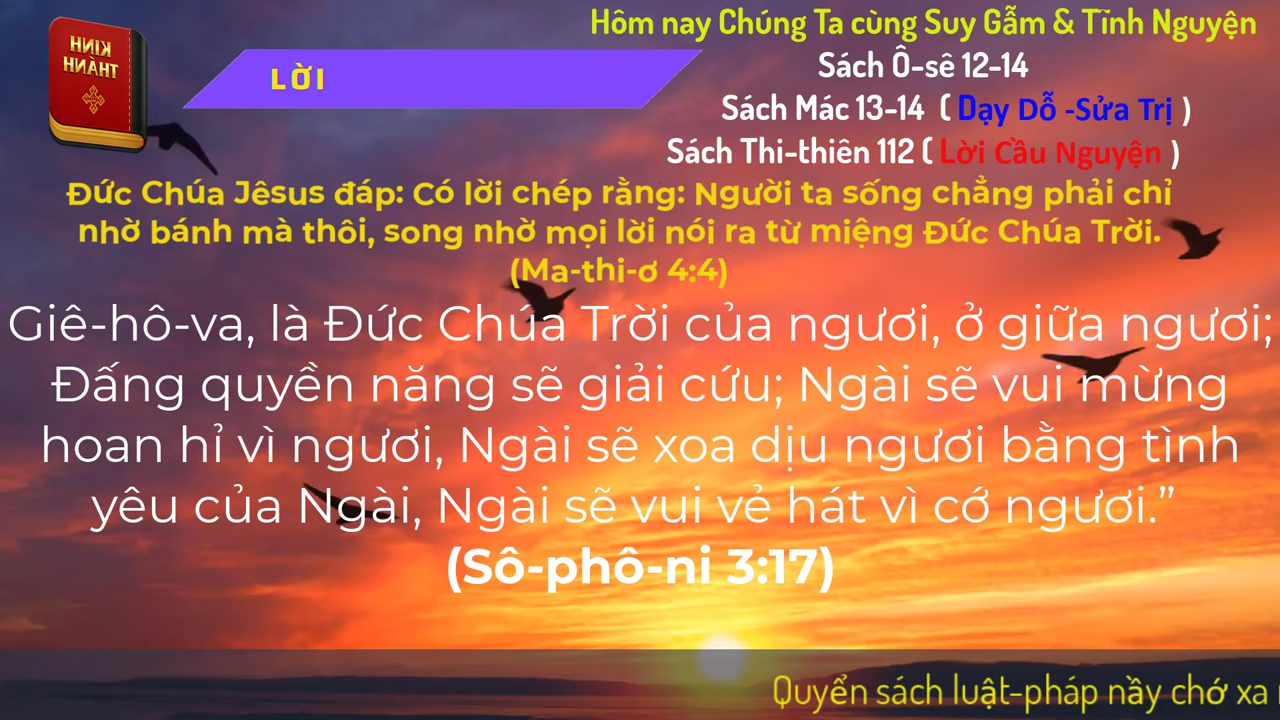 KINH
THÁNH
LỜI
Hôm nay Chúng Ta cùng Suy Gẫm & Tĩnh Nguyện
Sách Ô-sê 12-14
Sách Mác 13-14 ( Dạy Dỗ -Sửa Trị )
Sách Thi-thiên 112 ( Lời Cầu Nguyện )
Đức Chúa Jêsus đáp: Có lời chép rằng: Người ta sống chẳng phải chỉ
nhờ bánh mà thôi, song nhờ mọi lời nói ra từ miệng Đức Chúa Trời.
(Ma-thi-ơ 4:4)
Giê-hô-va, là Đức Chúa Trời của ngươi, ở giữa ngươi;
Đấng quyền năng sẽ giải cứu; Ngài sẽ vui mừng
hoan hỉ vì ngươi, Ngài sẽ xoa dịu ngươi bằng tình
yêu của Ngài, Ngài sẽ vui vẻ hát vì cớ ngươi.”
(Sô-phô-ni 3:17)
Quyển sách luật-pháp nầy chớ xa